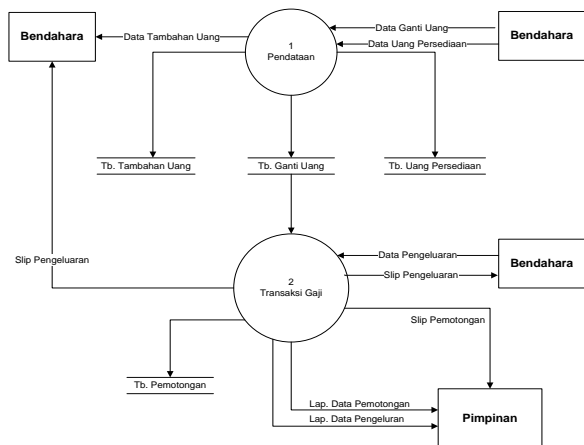 Data Ganti Uang
Bendahara
Data Tambahan Uang
1
Pendataan
Data Uang Persediaan
Bendahara
Tb. Tambahan Uang
Tb. Ganti Uang
Tb. Uang Persediaan
Slip Pengeluaran
Data Pengeluaran
Bendahara
2
Transaksi Gaji
Slip Pengeluaran
Slip Pemotongan
Tb. Pemotongan
Lap. Data Pemotongan
Lap. Data Pengeluran
Pimpinan